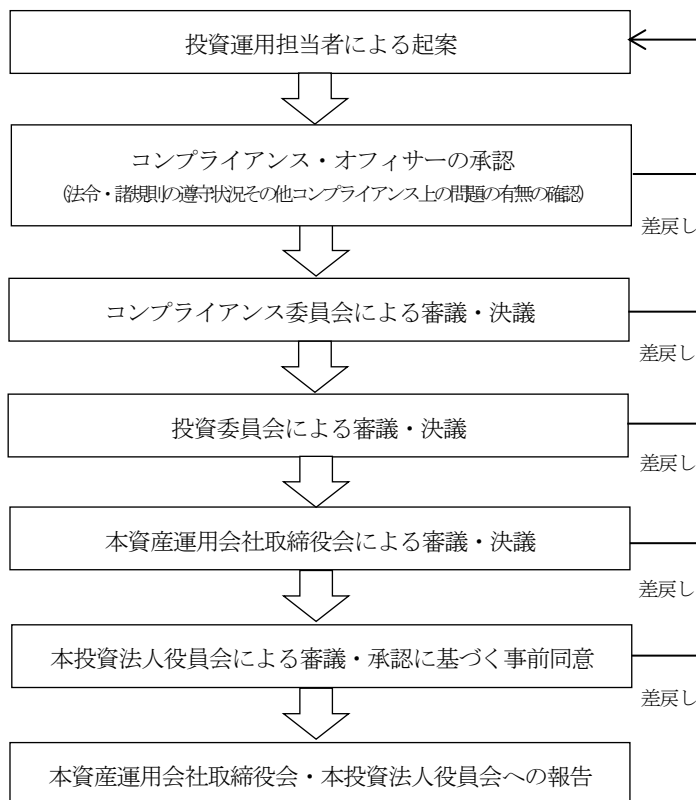 投資運用担当者による起案
コンプライアンス・オフィサーの承認
(法令・諸規則の遵守状況その他コンプライアンス上の問題の有無の確認)
差戻し
コンプライアンス委員会による審議・決議
差戻し
投資委員会による審議・決議
差戻し
本資産運用会社取締役会による審議・決議
差戻し
本投資法人役員会による審議・承認に基づく事前同意
差戻し
本資産運用会社取締役会・本投資法人役員会への報告